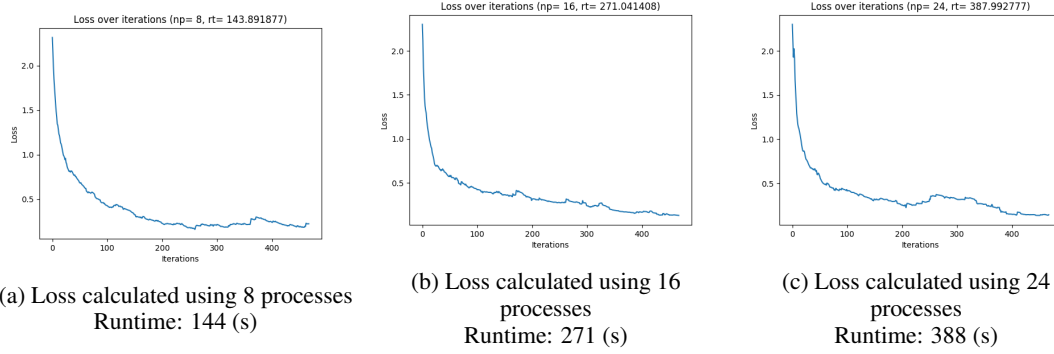 Loss over iterations (np= 8, rt= 143.891877)
2.0
1.5
1.0
0.5
Loss
0
100
200
300
400
Iterations
(a) Loss calculated using 8 processes
Runtime: 144 (s)
Loss over iterations (np= 16, rt= 271.041408)
2.0
1.5
1.0
0.5
Loss
0
100
200
300
400
Iterations
(b) Loss calculated using 16
processes
Runtime: 271 (s)
Loss over iterations (np= 24, rt= 387.992777)
2.0
1.5
1.0
0.5
Loss
0
100
200
300
400
Iterations
(c) Loss calculated using 24
processes
Runtime: 388 (s)